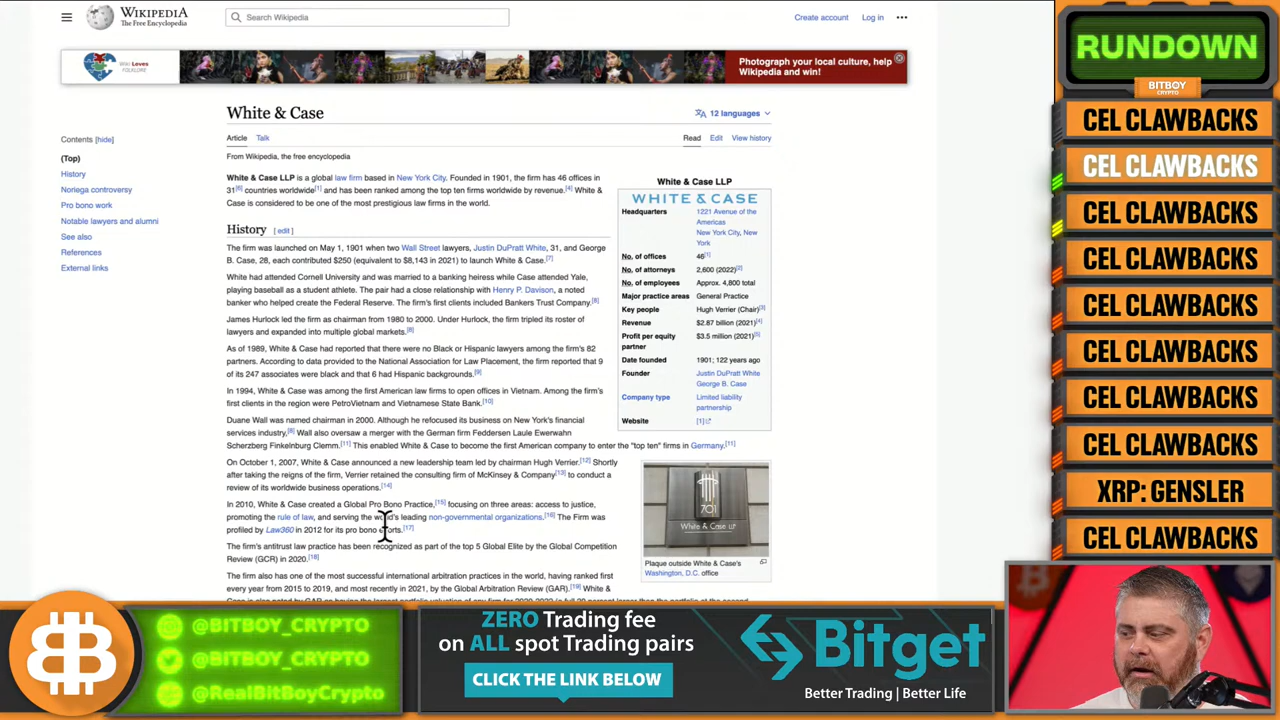 WIKIPEDIA
The Free Encyclopedia
Search Wikipedia
Create account
Log in
Wiki Loves
FOLKLORE
Photograph your local culture, help
Wikipedia and win!
White & Case
12 languages
Contents [hide]
(Top)
History
Noriega controversy
Pro bono work
Notable lawyers and alumni
See also
References
External links
Article
Talk
Read
Edit
View history
From Wikipedia, the free encyclopedia
White & Case LLP is a global law firm based in New York City. Founded in 1901, the firm has 46 offices in
31[6] countries worldwide[1] and has been ranked among the top ten firms worldwide by revenue.[4] White &
Case is considered to be one of the most prestigious law firms in the world.
History [ edit ]
The firm was launched on May 1, 1901 when two Wall Street lawyers, Justin DuPratt White, 31, and George
B. Case, 28, each contributed $250 (equivalent to $8,143 in 2021) to launch White & Case.[7]
White had attended Cornell University and was married to a banking heiress while Case attended Yale,
playing baseball as a student athlete. The pair had a close relationship with Henry P. Davison, a noted
banker who helped create the Federal Reserve. The firm's first clients included Bankers Trust Company.[8]
James Hurlock led the firm as chairman from 1980 to 2000. Under Hurlock, the firm tripled its roster of
lawyers and expanded into multiple global markets.[8]
As of 1989, White & Case had reported that there were no Black or Hispanic lawyers among the firm's 82
partners. According to data provided to the National Association for Law Placement, the firm reported that 9
of its 247 associates were black and that 6 had Hispanic backgrounds.[9]
In 1994, White & Case was among the first American law firms to open offices in Vietnam. Among the firm's
first clients in the region were PetroVietnam and Vietnamese State Bank.[10]
Duane Wall was named chairman in 2000. Although he refocused its business on New York's financial
services industry,[8] Wall also oversaw a merger with the German firm Feddersen Laule Ewerwahn
Scherzberg Finkelnburg Clemm.[11] This enabled White & Case to become the first American company to enter the "top ten" firms in Germany.[11]
On October 1, 2007, White & Case announced a new leadership team led by chairman Hugh Verrier.[12] Shortly
after taking the reigns of the firm, Verrier retained the consulting firm of McKinsey & Company[13] to conduct a
review of its worldwide business operations.[14]
In 2010, White & Case created a Global Pro Bono Practice,[15] focusing on three areas: access to justice,
promoting the rule of law, and serving the world's leading non-governmental organizations.[16] The Firm was
profiled by Law360 in 2012 for its pro bono efforts.[17]
The firm's antitrust law practice has been recognized as part of the top 5 Global Elite by the Global Competition
Review (GCR) in 2020.[18]
The firm also has one of the most successful international arbitration practices in the world, having ranked first
every year from 2015 to 2019, and most recently in 2021, by the Global Arbitration Review (GAR).[19] White &
White & Case LLP
WHITE & CASE
Headquarters 1221 Avenue of the
Americas
New York City, New
York
No. of offices 46[1]
No. of attorneys 2,600 (2022)[2]
No. of employees Approx. 4,800 total
Major practice areas General Practice
Key people Hugh Verrier (Chair)[3]
Revenue $2.87 billion (2021)[4]
Profit per equity $3.5 million (2021)[5]
partner
Date founded 1901; 122 years ago
Founder Justin DuPratt White
George B. Case
Company type Limited liability
partnership
Website [1]
701
White & Case LLP
Plaque outside White & Case's
Washington, D.C. office
RUNDOWN
BITBOY
CRYPTO
CEL CLAWBACKS
CEL CLAWBACKS
CEL CLAWBACKS
CEL CLAWBACKS
CEL CLAWBACKS
CEL CLAWBACKS
CEL CLAWBACKS
CEL CLAWBACKS
XRP: GENSLER
CEL CLAWBACKS
@BITBOY_CRYPTO
@BITBOY_CRYPTO
@RealBitBoyCrypto
ZERO Trading fee
on ALL spot Trading pairs
CLICK THE LINK BELOW
Bitget
Better Trading | Better Life